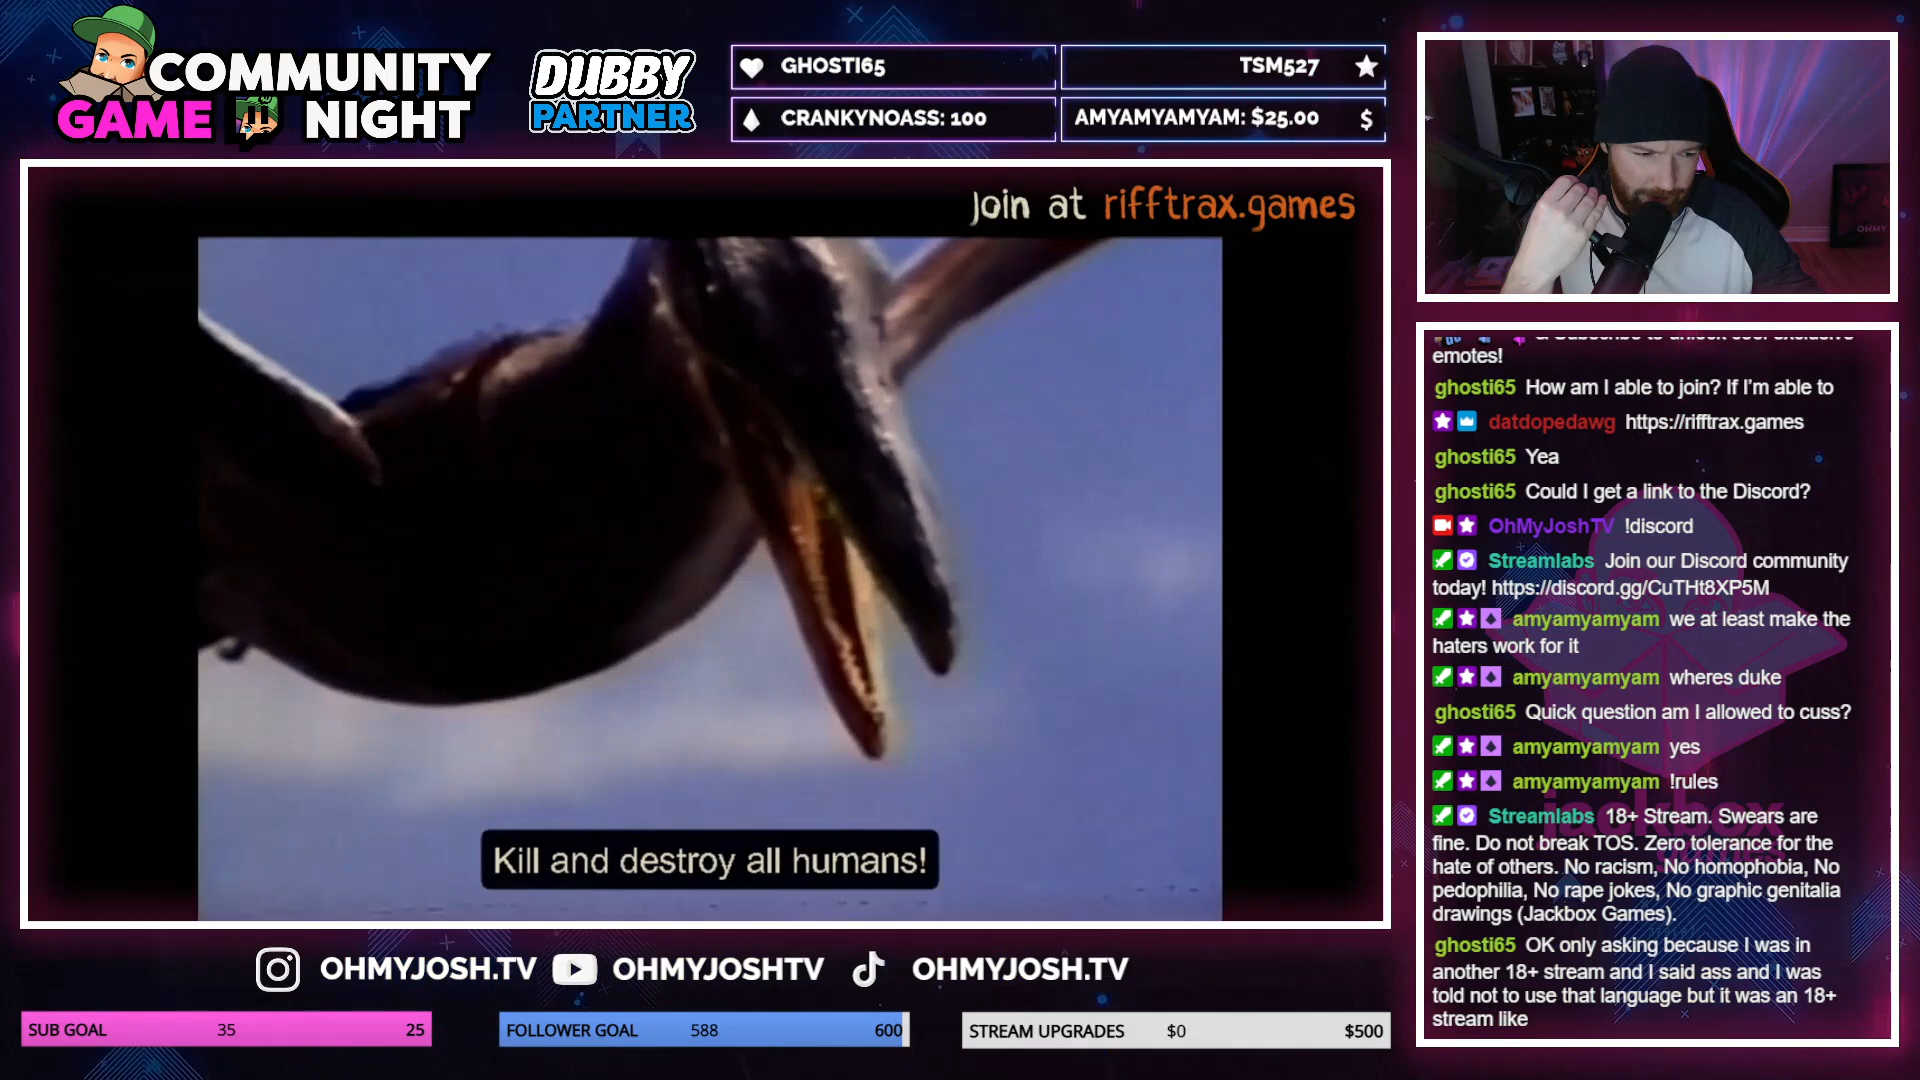 COMMUNITY
GAME NIGHT
DUBBY
PARTNER
GHOSTI65
TSM527
CRANKYNOASS: 100
AMYAMYAMYAM: $25.00 $
Join at rifftrax.games
Kill and destroy all humans!
OHMY
emotes!
ghosti65 How am I able to join? If I'm able to
datdopedawg https://rifftrax.games
ghosti65 Yea
ghosti65 Could I get a link to the Discord?
OhMyJoshTV !discord
Streamlabs Join our Discord community
today! https://discord.gg/CuTHt8XP5M
amyamyamyam we at least make the
haters work for it
amyamyamyam wheres duke
ghosti65 Quick question am I allowed to cuss?
amyamyamyam yes
amyamyamyam !rules
Streamlabs 18+ Stream. Swears are
fine. Do not break TOS. Zero tolerance for the
hate of others. No racism, No homophobia, No
pedophilia, No rape jokes, No graphic genitalia
drawings (Jackbox Games).
ghosti65 OK only asking because I was in
another 18+ stream and I said ass and I was
told not to use that language but it was an 18+
stream like
jackbox
games
OHMYJOSH.TV OHMYJOSHTV OHMYJOSH.TV
SUB GOAL 35 25
FOLLOWER GOAL 588 600
STREAM UPGRADES $0 $500